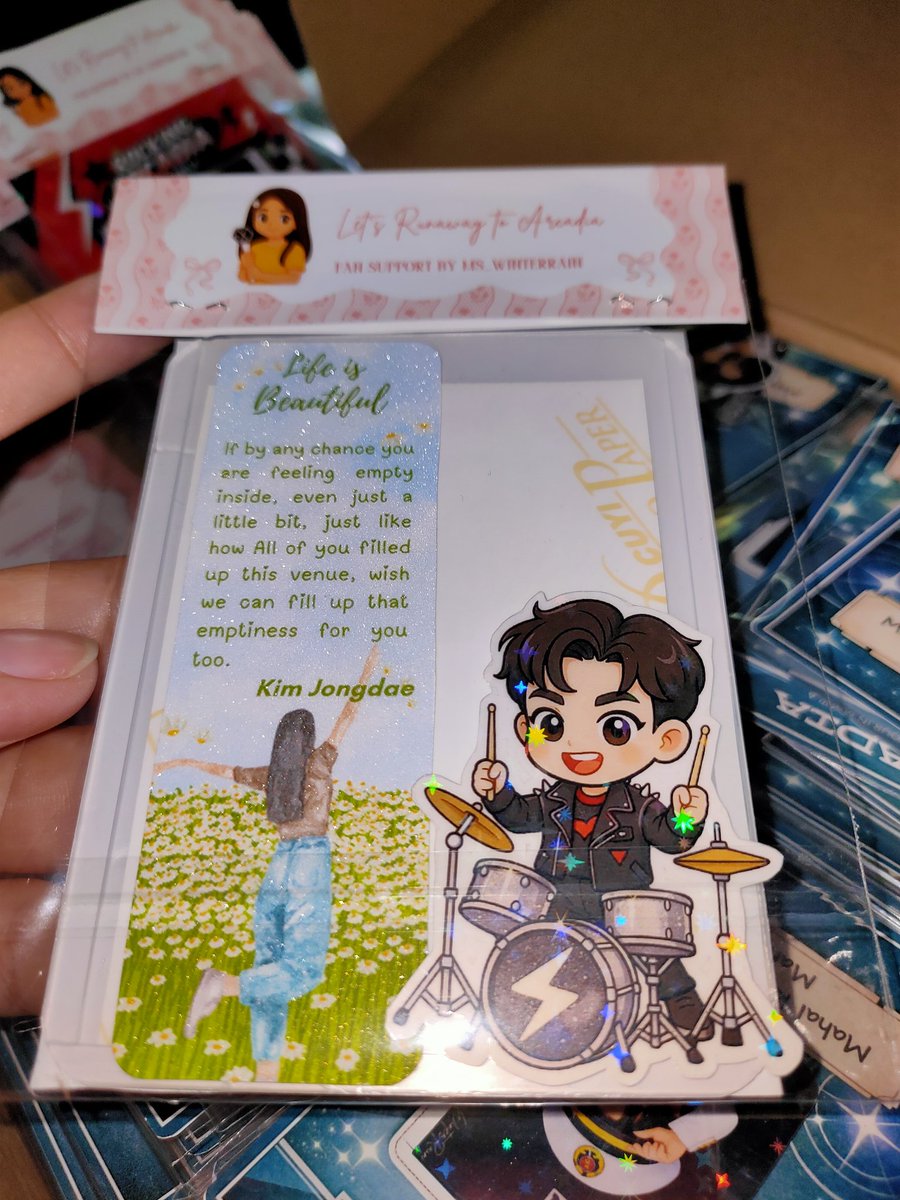 Let's Runaway to Arcadia
FAN SUPPORT BY MS_WINTERRAIN
Life is
Beautiful
If by any chance you
are feeling empty
inside, even just a
little bit, just like
how All of you filled
up this venue, wish
we can fill up that
emptiness for you
too.
Kim Jongdae
PAPER
Mahal